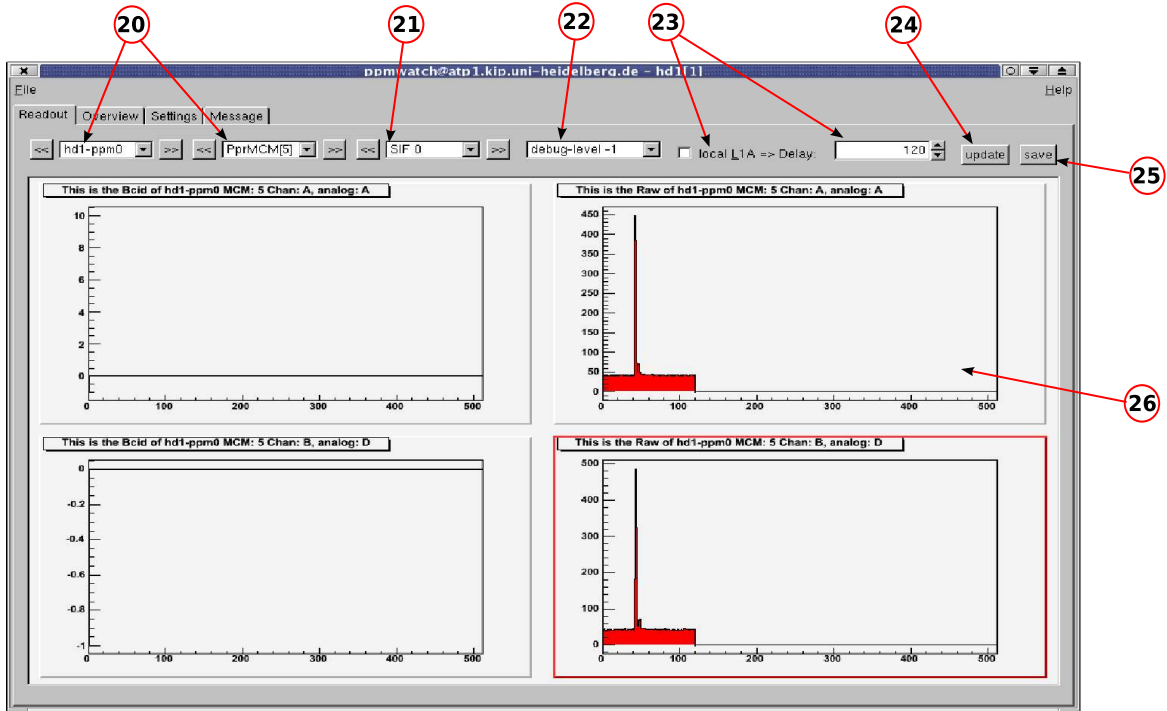 20
21
22
23
24
ppmwatch@atp1.kip.uni-heidelberg.de - hd1[1]
File
Help
Readout
Overview
Settings
Message
<< hd1-ppm0 >> << PprMCM[5] >> << SIF 0 >> debug-level -1 local L1A => Delay: 120 update save
25
This is the Bcid of hd1-ppm0 MCM: 5 Chan: A, analog: A
10
8
6
4
2
0
0 100 200 300 400 500
This is the Raw of hd1-ppm0 MCM: 5 Chan: A, analog: A
450
400
350
300
250
200
150
100
50
0
0 100 200 300 400 500
26
This is the Bcid of hd1-ppm0 MCM: 5 Chan: B, analog: D
0
-0.2
-0.4
-0.6
-0.8
-1
0 100 200 300 400 500
This is the Raw of hd1-ppm0 MCM: 5 Chan: B, analog: D
500
400
300
200
100
0
0 100 200 300 400 500